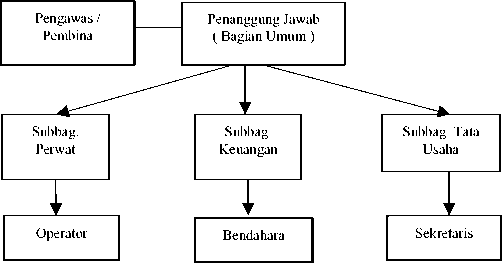 Pengawas /
Pembina
Penanggung Jawab
( Bagian Umum )
Subbag.
Perwat
Subbag
Keuangan
Subbag Tata
Usaha
Operator
Bendahara
Sekretaris